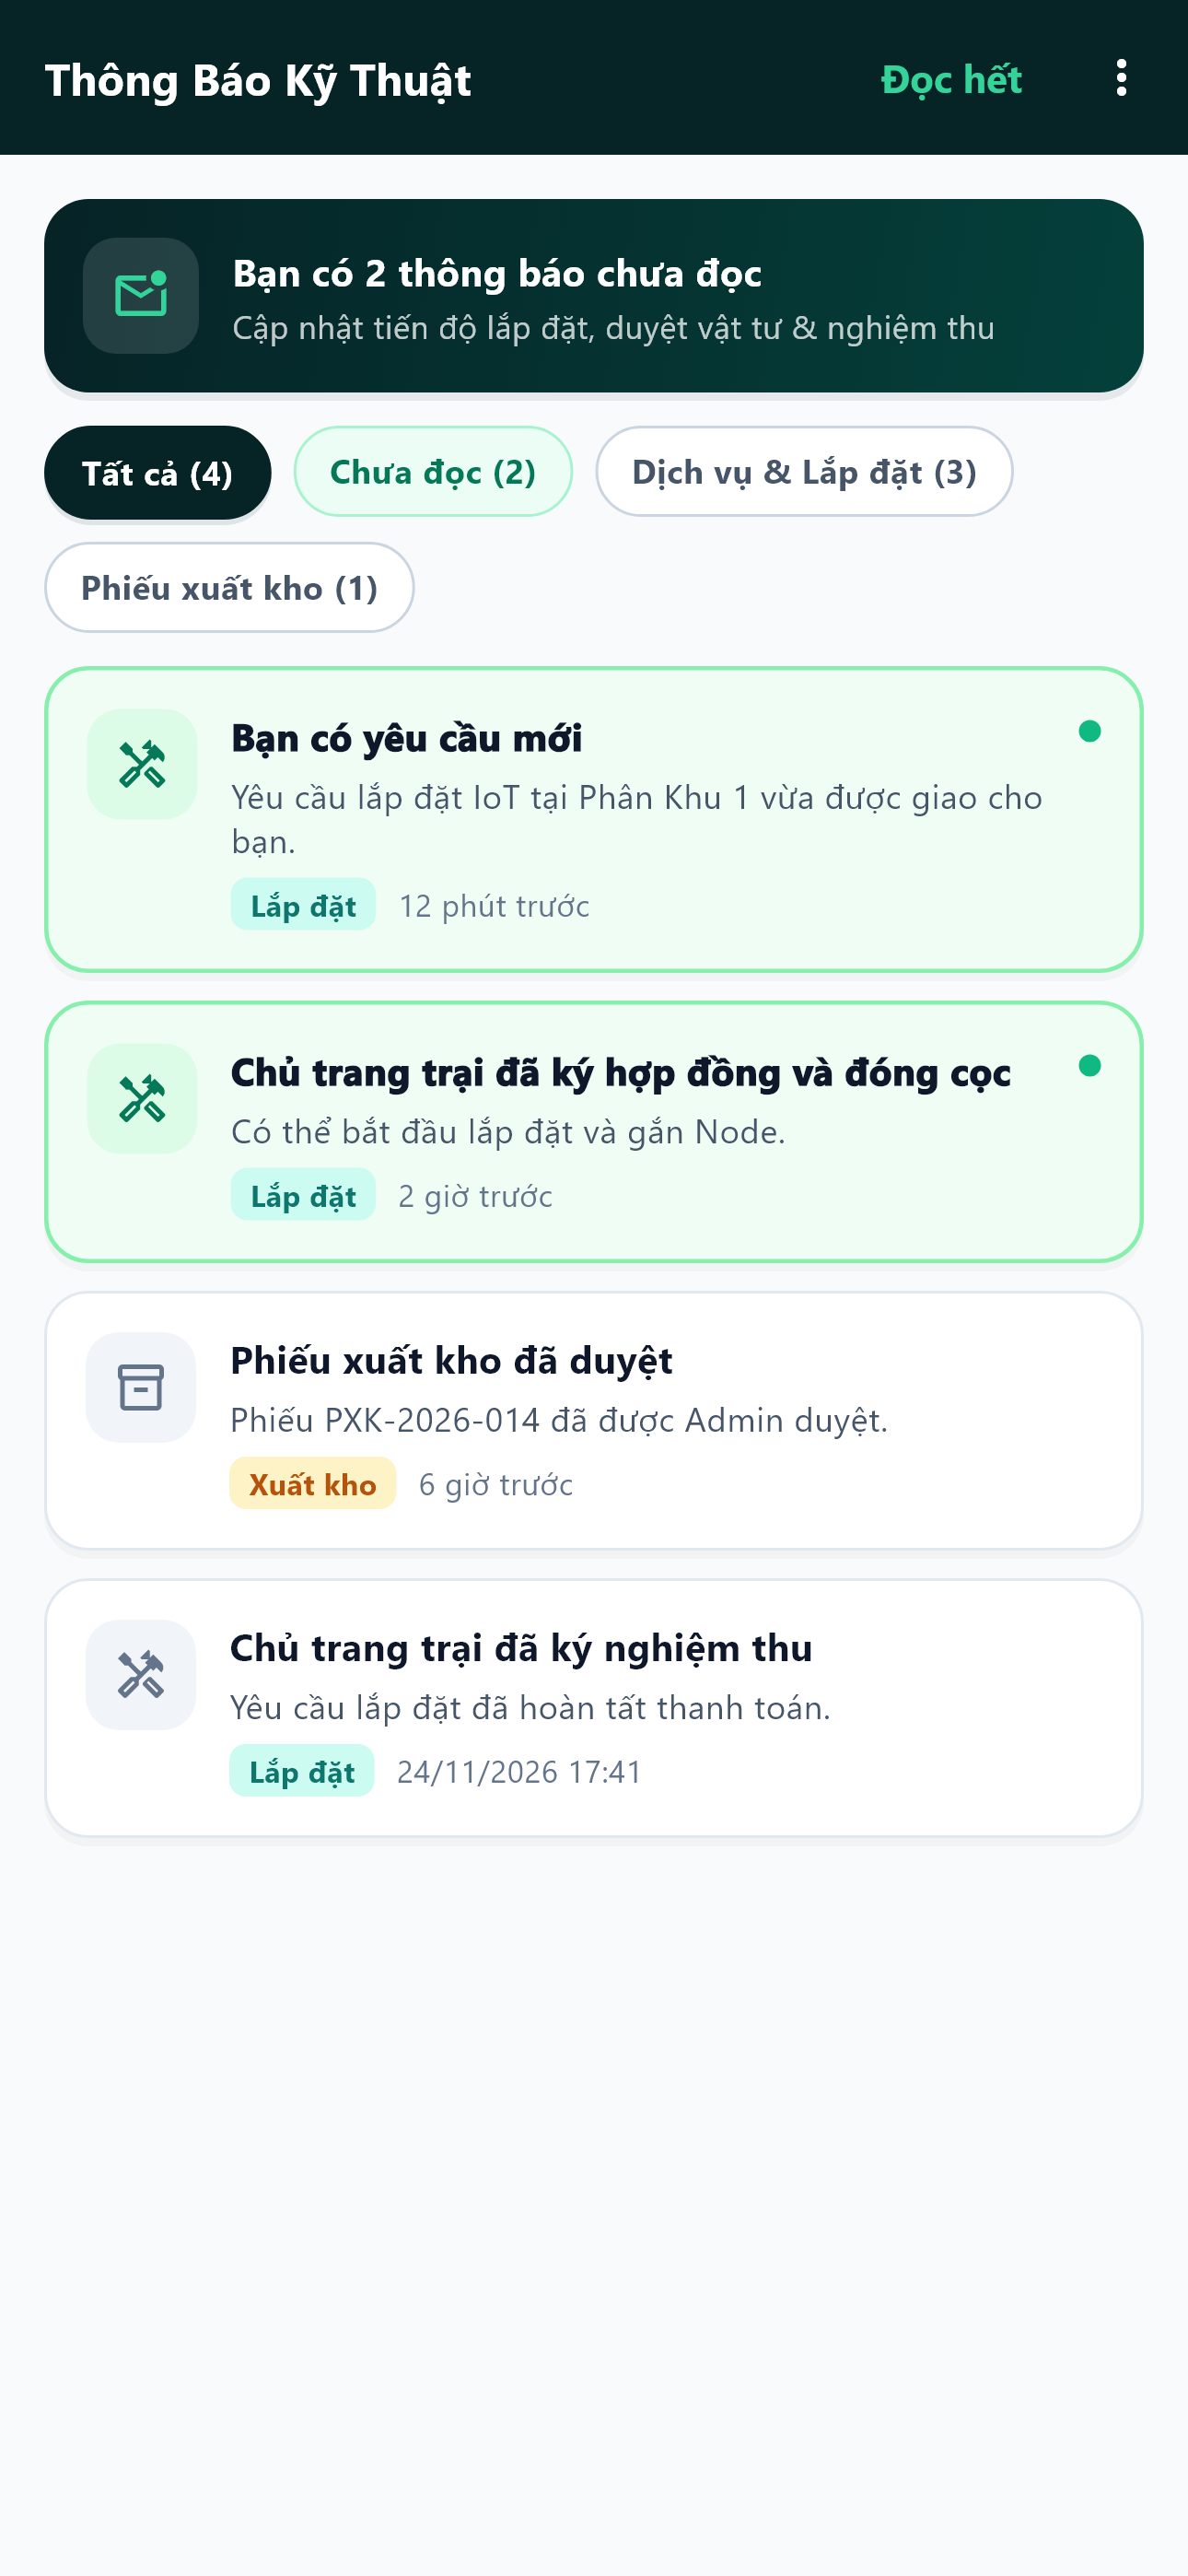 Thông Báo Kỹ Thuật
Đọc hết
Bạn có 2 thông báo chưa đọc
Cập nhật tiến độ lắp đặt, duyệt vật tư & nghiệm thu
Tất cả (4)
Chưa đọc (2)
Dịch vụ & Lắp đặt (3)
Phiếu xuất kho (1)
Bạn có yêu cầu mới
Yêu cầu lắp đặt IoT tại Phân Khu 1 vừa được giao cho
bạn.
Lắp đặt
12 phút trước
Chủ trang trại đã ký hợp đồng và đóng cọc
Có thể bắt đầu lắp đặt và gắn Node.
Lắp đặt
2 giờ trước
Phiếu xuất kho đã duyệt
Phiếu PXK-2026-014 đã được Admin duyệt.
Xuất kho
6 giờ trước
Chủ trang trại đã ký nghiệm thu
Yêu cầu lắp đặt đã hoàn tất thanh toán.
Lắp đặt
24/11/2026 17:41